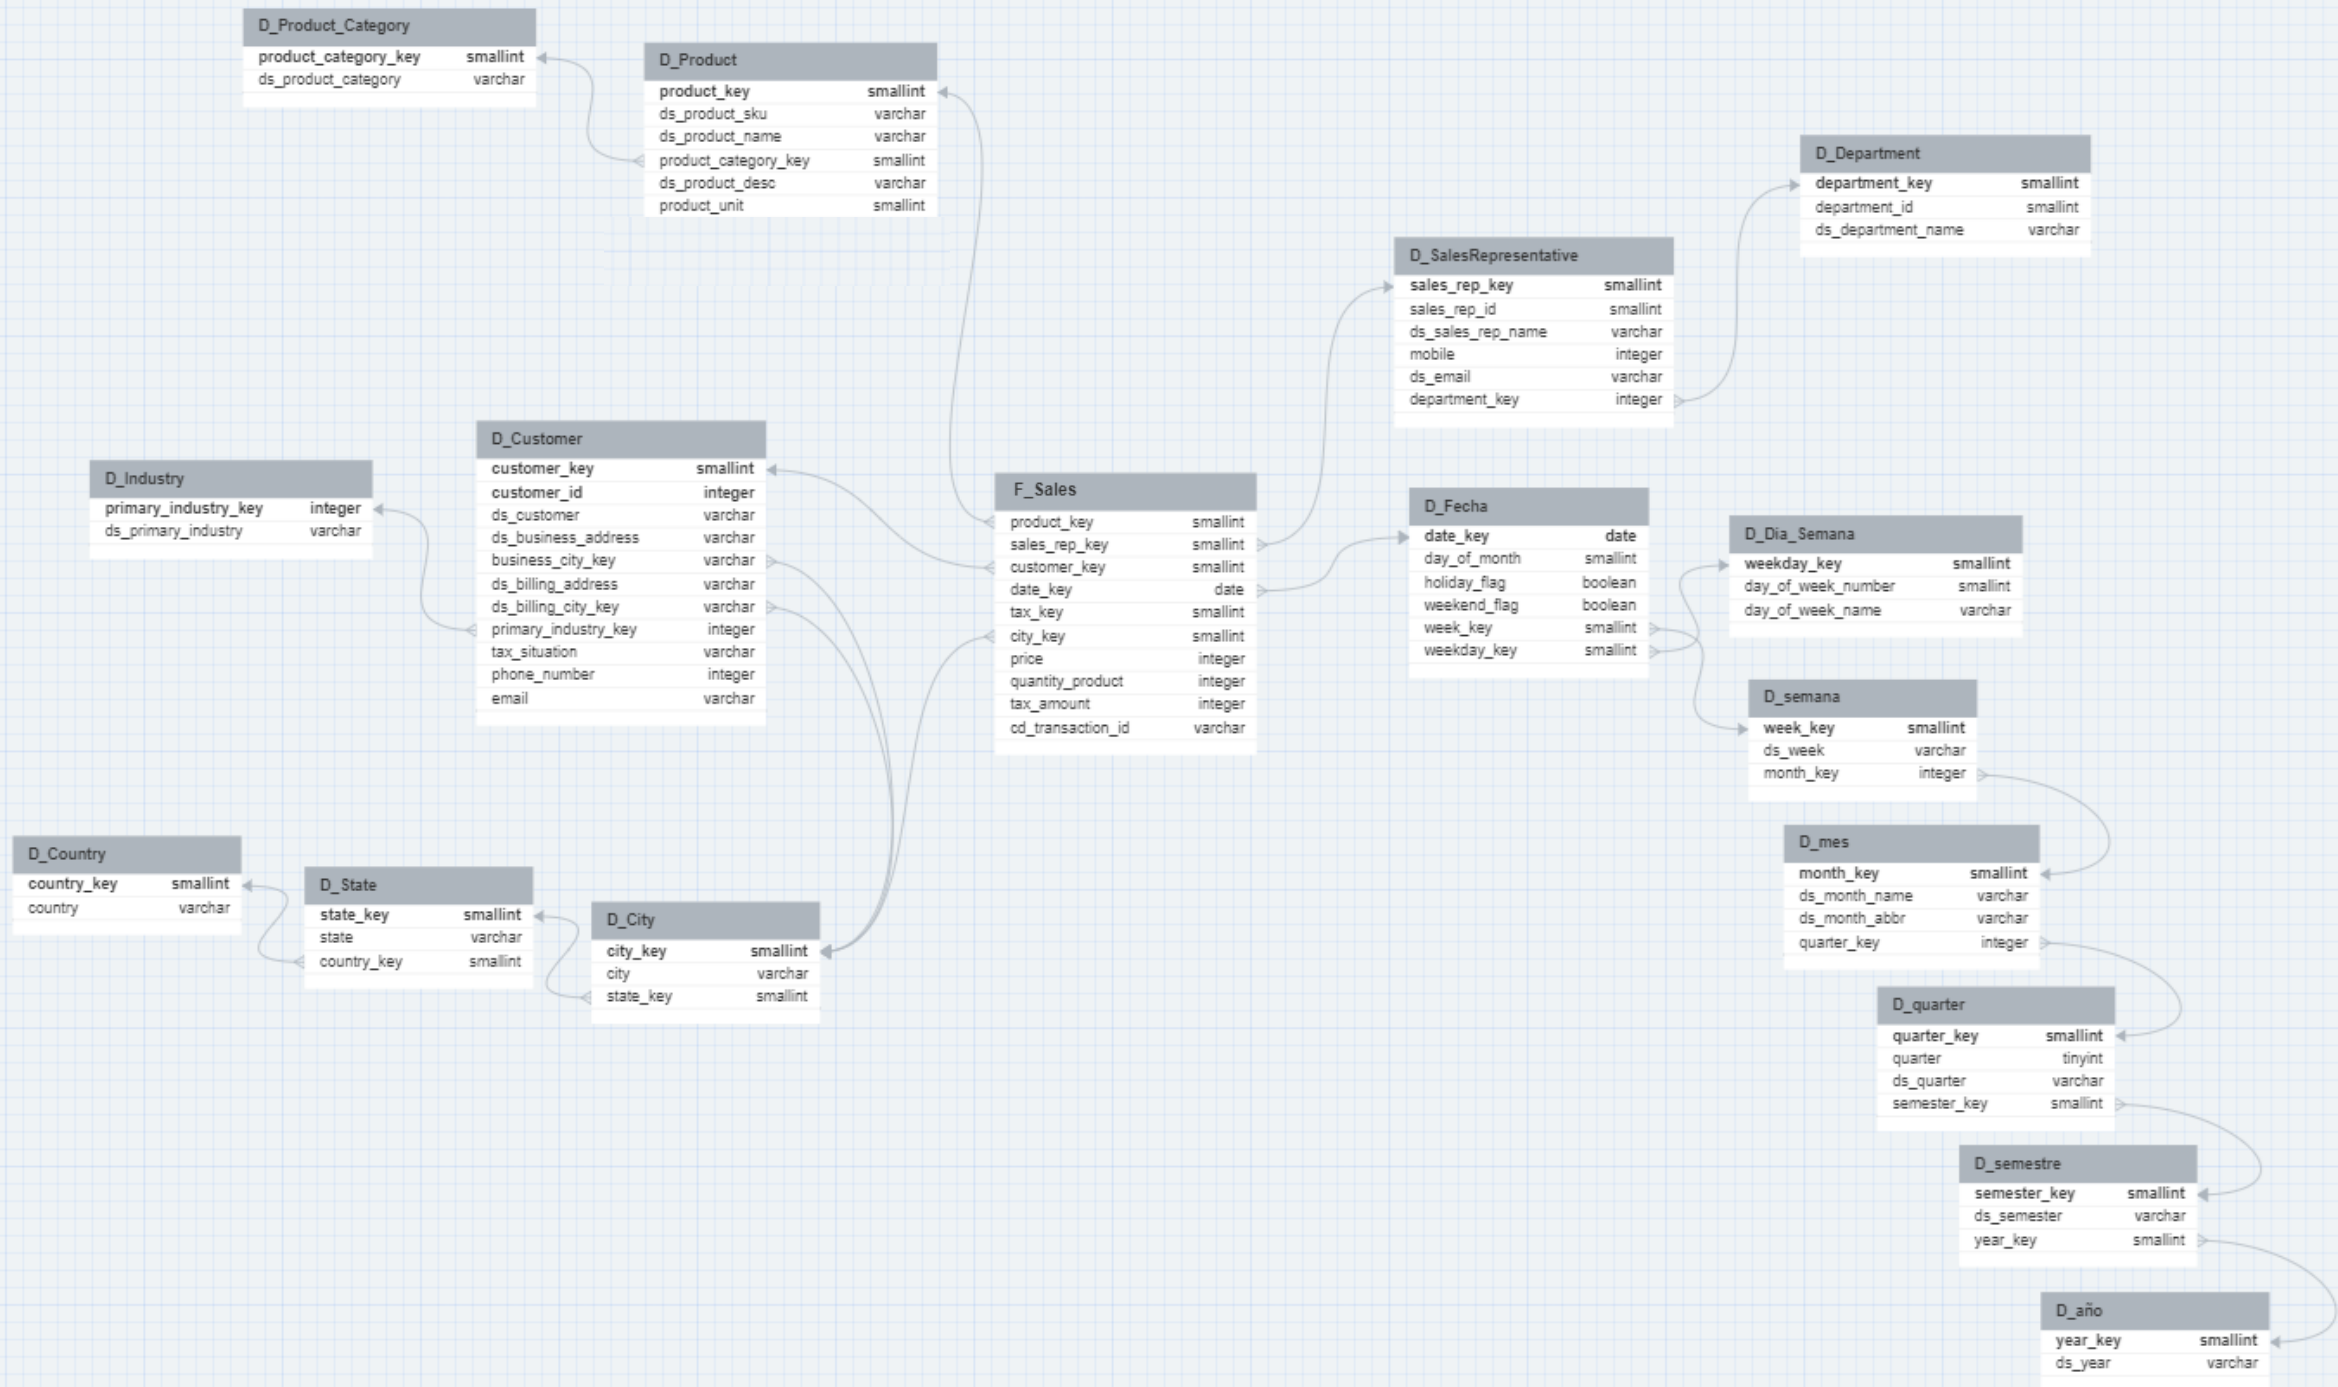 D_Product_Category
product_category_key smallint
ds_product_category varchar
D_Product
product_key smallint
ds_product_sku varchar
ds_product_name varchar
product_category_key smallint
ds_product_desc varchar
product_unit smallint
D_Department
department_key smallint
department_id smallint
ds_department_name varchar
D_SalesRepresentative
sales_rep_key smallint
sales_rep_id smallint
ds_sales_rep_name varchar
mobile integer
ds_email varchar
department_key integer
D_Customer
customer_key smallint
customer_id integer
ds_customer varchar
ds_business_address varchar
business_city_key varchar
ds_billing_address varchar
ds_billing_city_key varchar
primary_industry_key integer
tax_situation varchar
phone_number integer
email varchar
D_Industry
primary_industry_key integer
ds_primary_industry varchar
F_Sales
product_key smallint
sales_rep_key smallint
customer_key smallint
date_key date
tax_key smallint
city_key smallint
price integer
quantity_product integer
tax_amount integer
cd_transaction_id varchar
D_Fecha
date_key date
day_of_month smallint
holiday_flag boolean
weekend_flag boolean
week_key smallint
weekday_key smallint
D_Dia_Semana
weekday_key smallint
day_of_week_number smallint
day_of_week_name varchar
D_semana
week_key smallint
ds_week varchar
month_key integer
D_Country
country_key smallint
country varchar
D_State
state_key smallint
state varchar
country_key smallint
D_City
city_key smallint
city varchar
state_key smallint
D_mes
month_key smallint
ds_month_name varchar
ds_month_abbr varchar
quarter_key integer
D_quarter
quarter_key smallint
quarter tinyint
ds_quarter varchar
semester_key smallint
D_semestre
semester_key smallint
ds_semester varchar
year_key smallint
D_año
year_key smallint
ds_year varchar